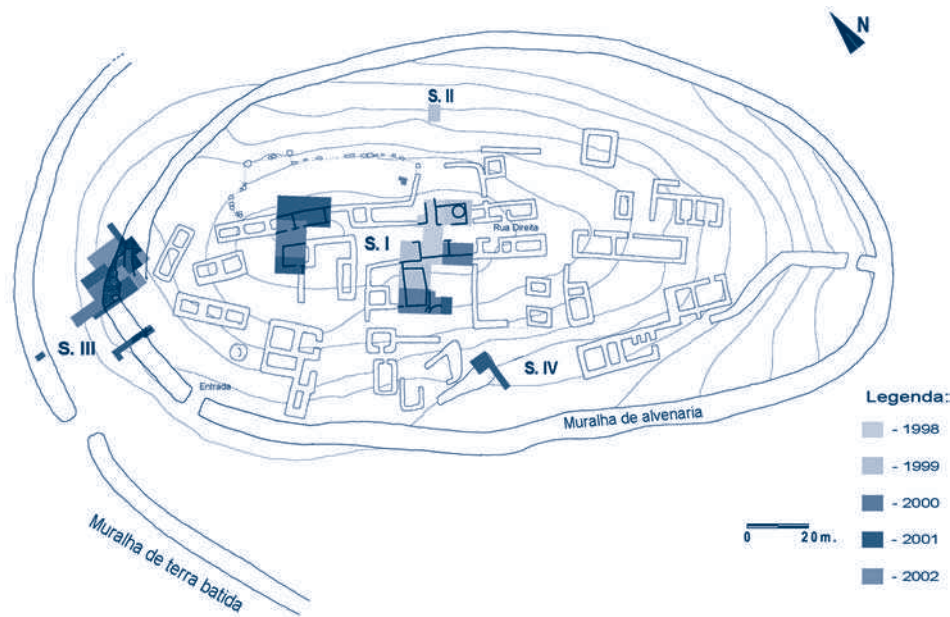 N
S. II
Rua Direita
S. I
S. III
S. IV
Entrada
Muralha de alvenaria
Muralha de terra
batida
Legenda:
- 1998
- 1999
- 2000
- 2001
- 2002
0 20m.